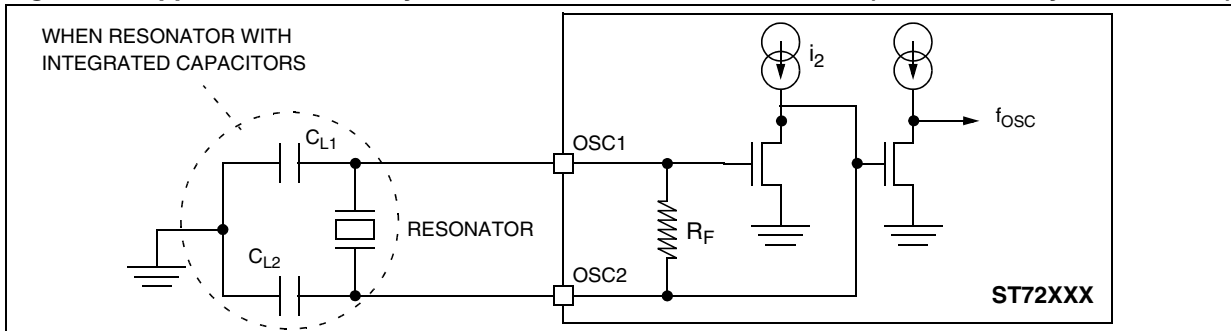 WHEN RESONATOR WITH
INTEGRATED CAPACITORS
i2
fOSC
CL1
OSC1
RESONATOR
RF
CL2
OSC2
ST72XXX